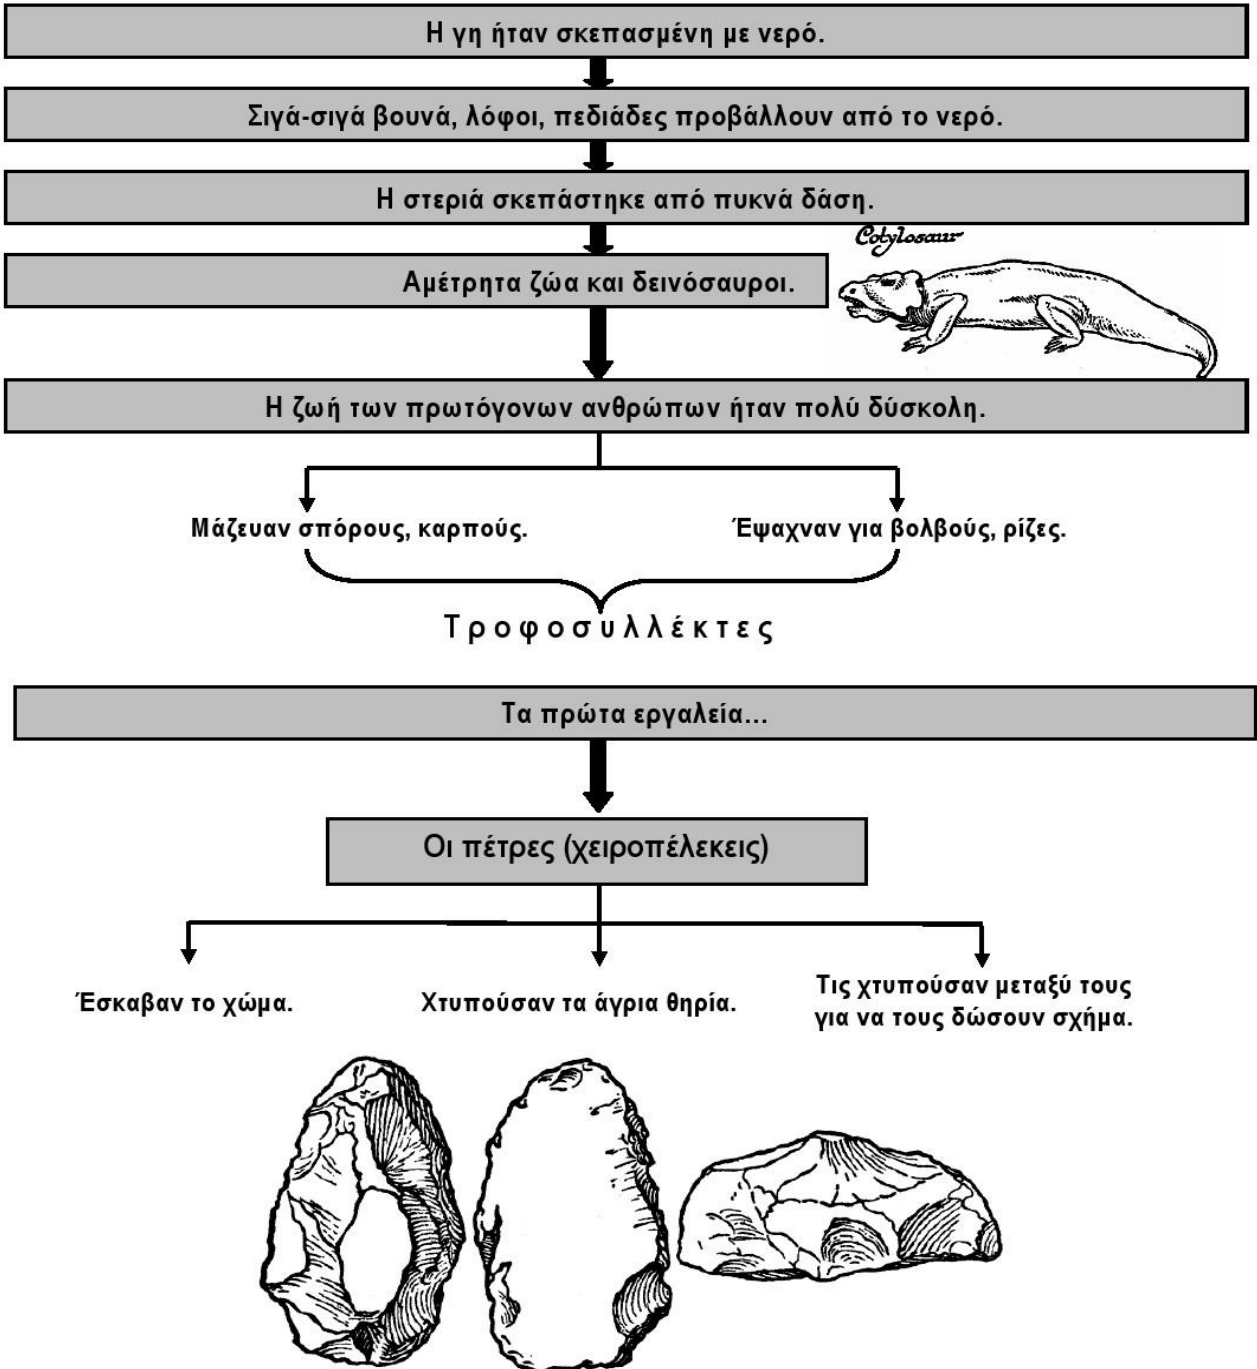 Η γη ήταν σκεπασμένη με νερό.
Σιγά-σιγά βουνά, λόφοι, πεδιάδες προβάλλουν από το νερό.
Η στεριά σκεπάστηκε από πυκνά δάση.
Cotylosaur
Αμέτρητα ζώα και δεινόσαυροι.
Η ζωή των πρωτόγονων ανθρώπων ήταν πολύ δύσκολη.
Μάζευαν σπόρους, καρπούς.
Έψαχναν για βολβούς, ρίζες.
Τροφοσυλλέκτες
Τα πρώτα εργαλεία...
Οι πέτρες (χειροπέλεκεις)
Έσκαβαν το χώμα.
Χτυπούσαν τα άγρια θηρία.
Τις χτυπούσαν μεταξύ τους
για να τους δώσουν σχήμα.